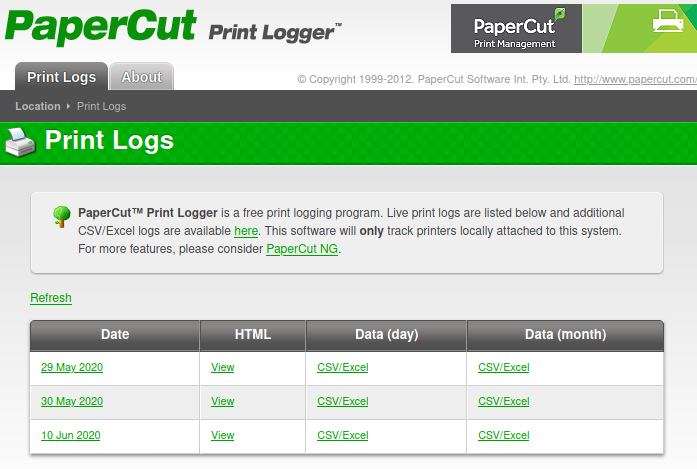 PaperCut Print Logger™
PaperCut
Print Management
Print Logs About
© Copyright 1999-2012. PaperCut Software Int. Pty. Ltd. http://www.papercut.com/
Location Print Logs
Print Logs
PaperCut™ Print Logger is a free print logging program. Live print logs are listed below and additional
CSV/Excel logs are available here. This software will only track printers locally attached to this system.
For more features, please consider PaperCut NG.
Refresh
Date HTML Data (day) Data (month)
29 May 2020 View CSV/Excel CSV/Excel
30 May 2020 View CSV/Excel CSV/Excel
10 Jun 2020 View CSV/Excel CSV/Excel